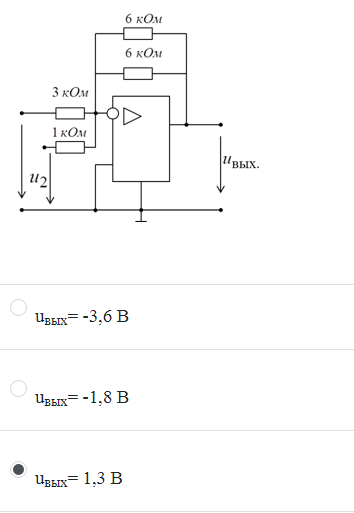 6 кОм
6 кОм
3 кОм
1 кОм
u2
uвых.
uвых= -3,6 В
uвых= -1,8 В
uвых= 1,3 В